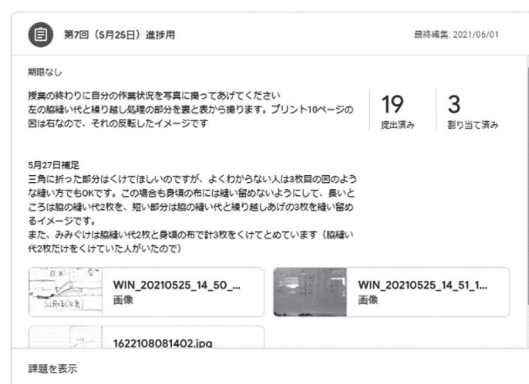 第7回（5月25日）進捗用
最終編集: 2021/06/01
期限なし
授業の終わりに自分の作業状況を写真に撮ってあげてください
左の脇縫い代と繰り越し処理の部分を裏と表から撮ります。プリント10ページの
図は右なので、それの反転したイメージです
19
提出済み
3
割り当て済み
5月27日補足
三角に折った部分はくけてほしいのですが、よくわからない人は3枚目の図のよう
な縫い方でもOKです。この場合も身頃の布には縫い留めないようにして、長いと
ころは脇の縫い代2枚を、短い部分は脇の縫い代と繰り越しあげの3枚を縫い留め
るイメージです。
また、みみぐけは脇縫い代2枚と身頃の布で計3枚をくけてとめています（脇縫い
代2枚だけをくけていた人がいたので）
WIN_20210525_14_50_...
画像
WIN_20210525_14_51_1...
画像
1622108081402.jpg
課題を表示